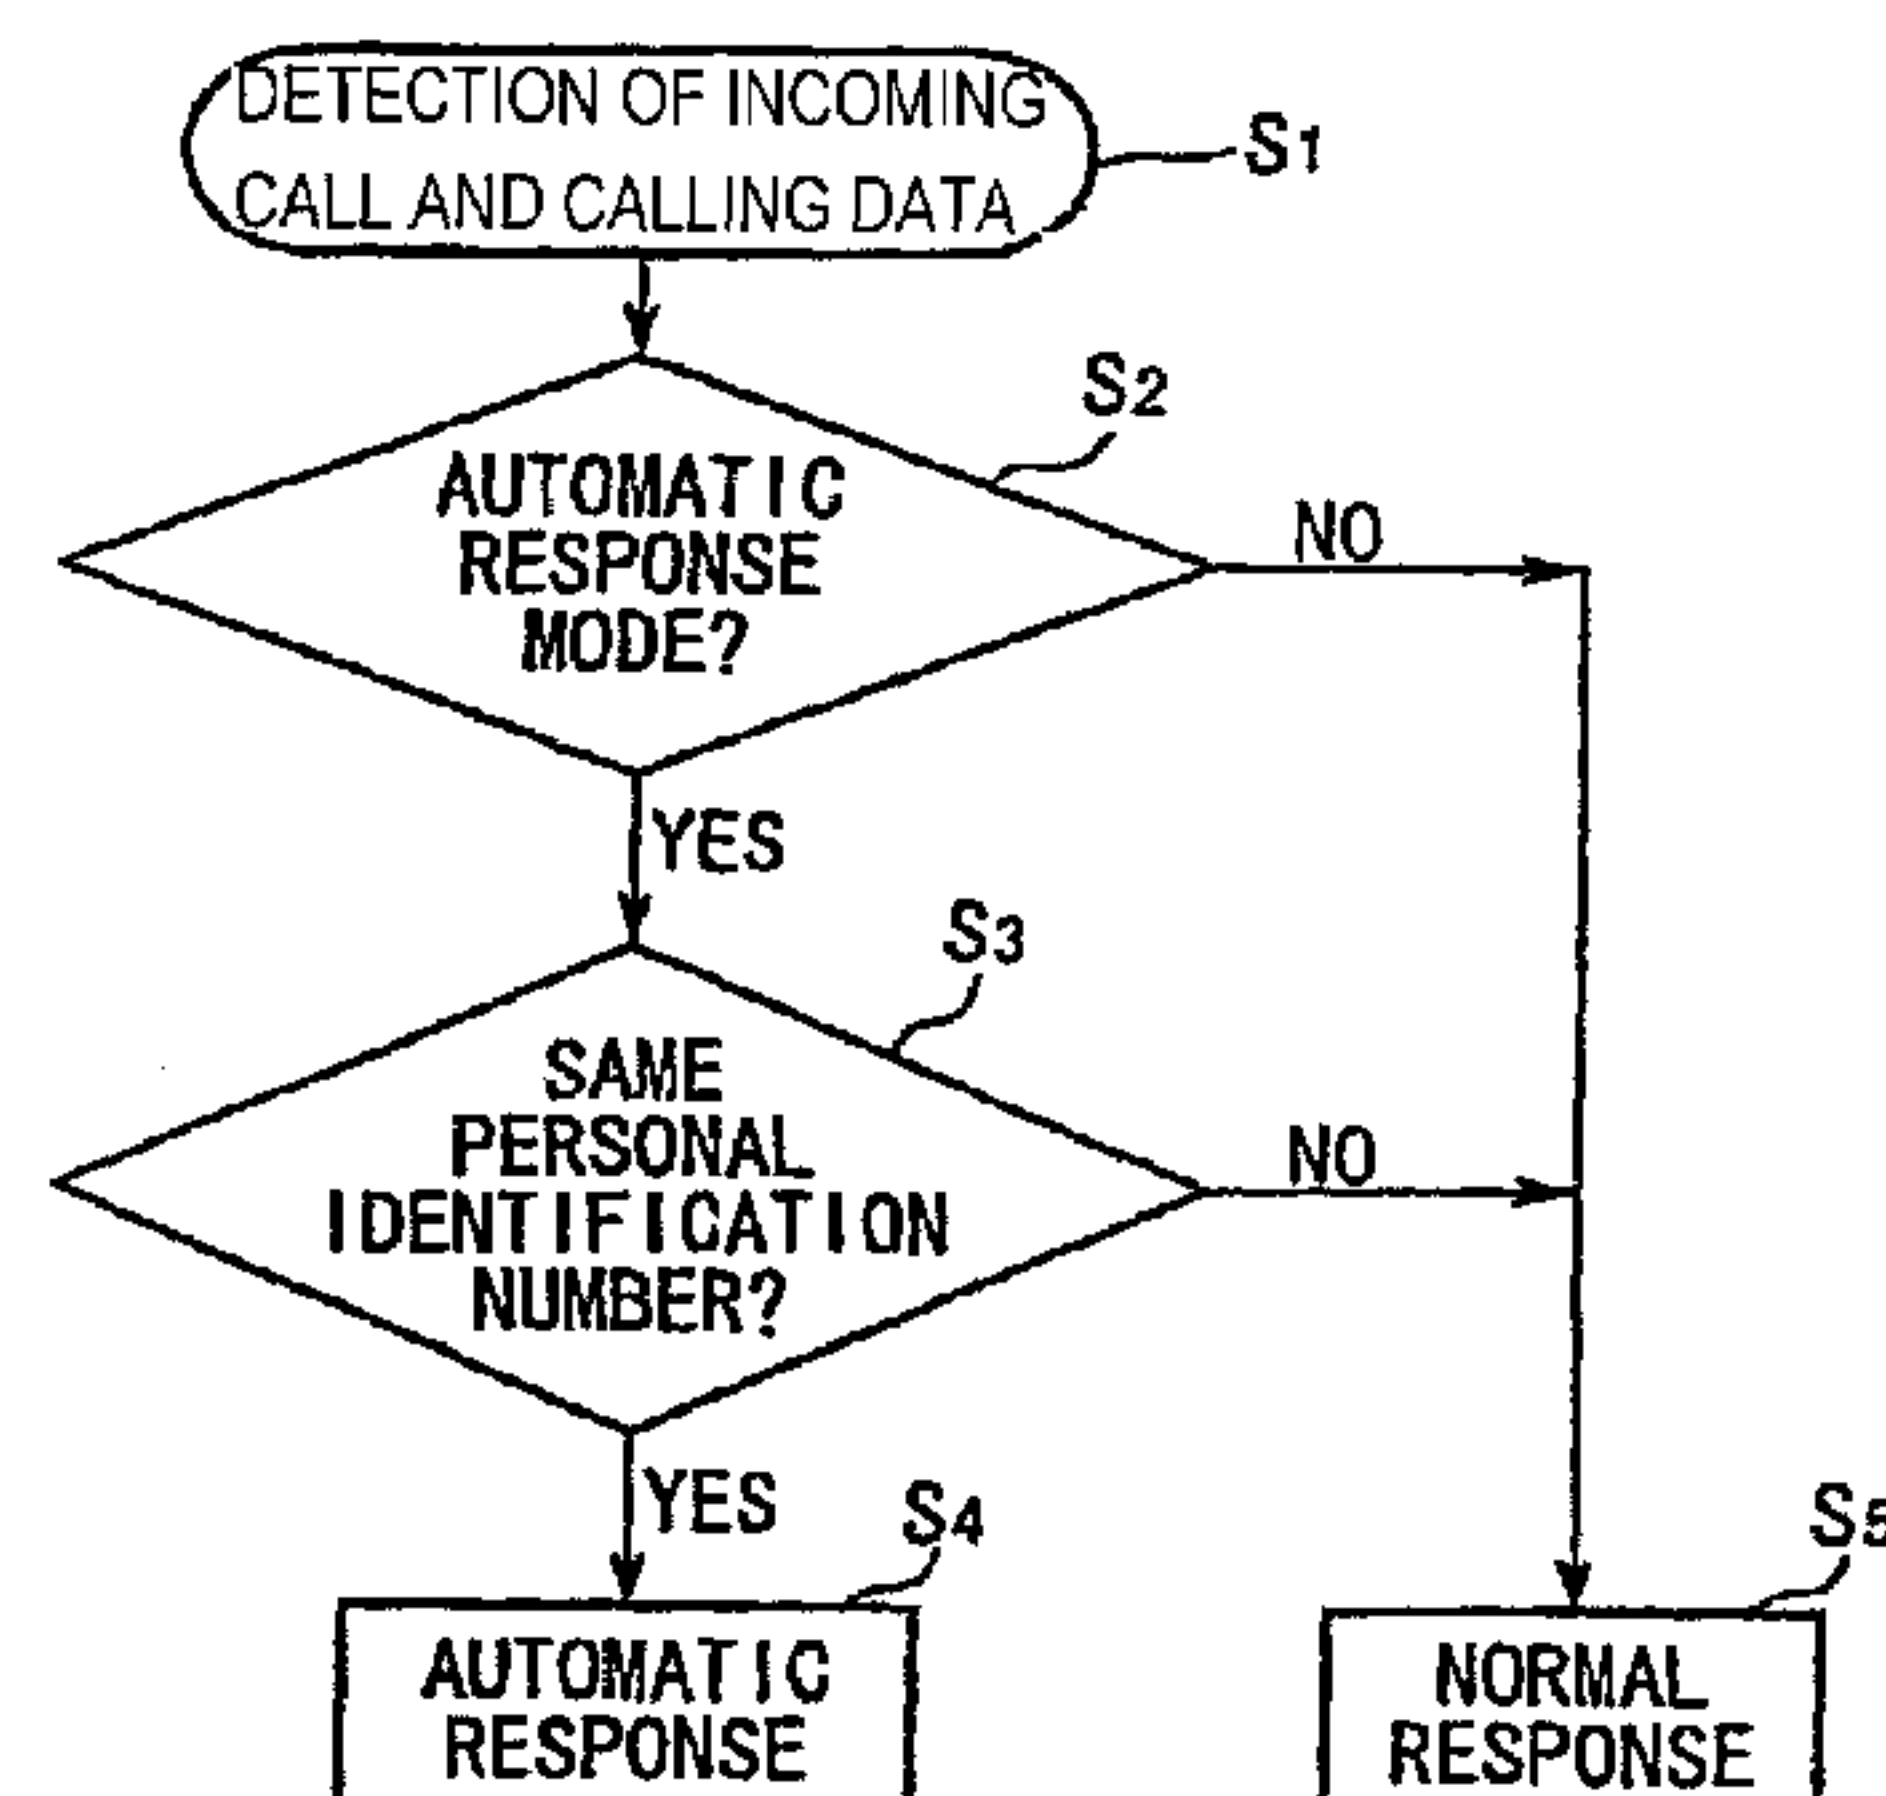 DETECTION OF INCOMING
CALL AND CALLING DATA
S1
S2
AUTOMATIC
RESPONSE
MODE?
NO
YES
S3
SAME
PERSONAL
IDENTIFICATION
NUMBER?
NO
YES
S4
S5
AUTOMATIC
RESPONSE
NORMAL
RESPONSE